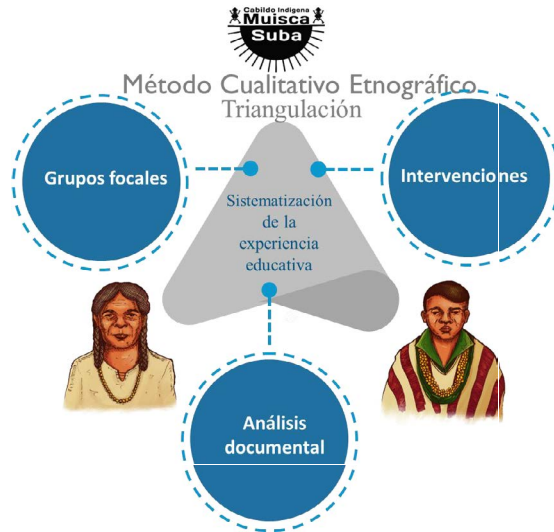 Cabildo Indígena
Muisca
Suba
Método Cualitativo Etnográfico
Triangulación
Grupos focales
Intervenciones
Sistematización
de la
experiencia
educativa
Análisis
documental